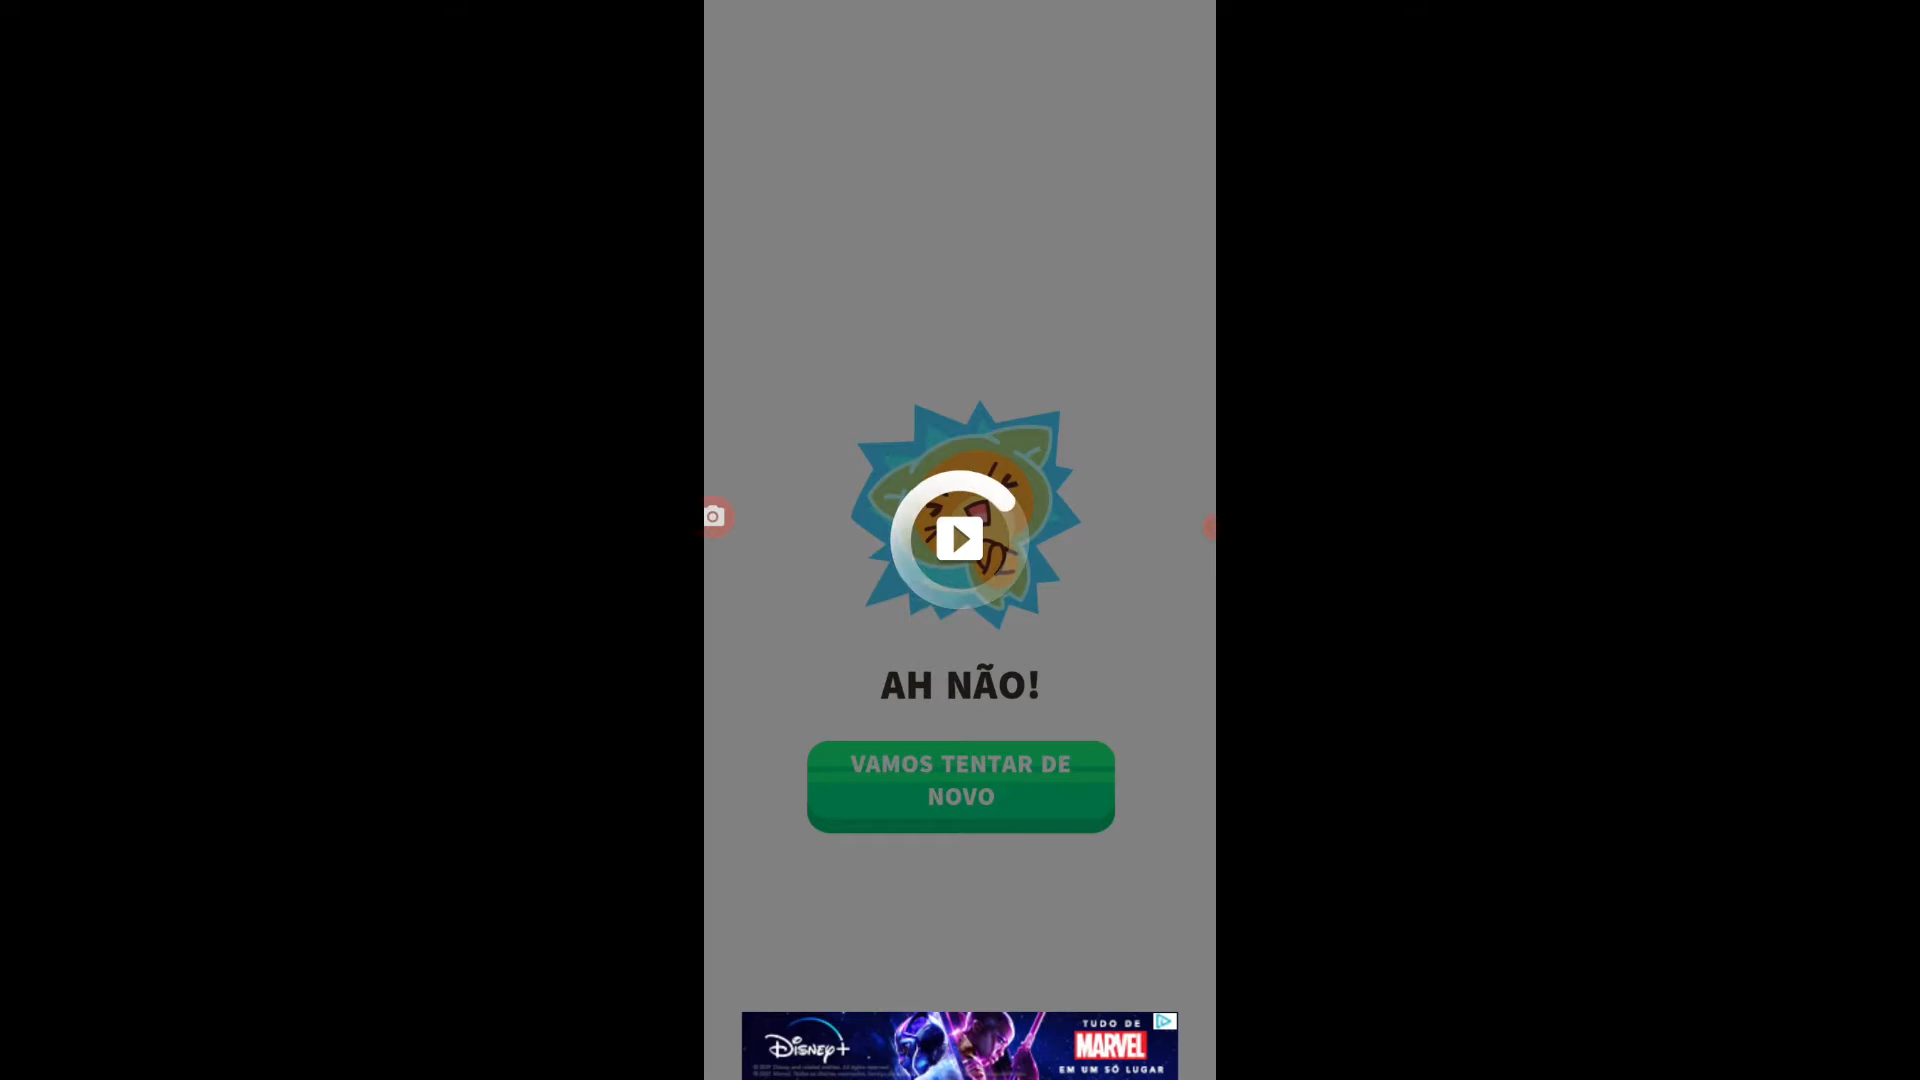 AH NÃO!
VAMOS TENTAR DE
NOVO
Disney+
TUDO DE
MARVEL
EM UM SÓ LUGAR